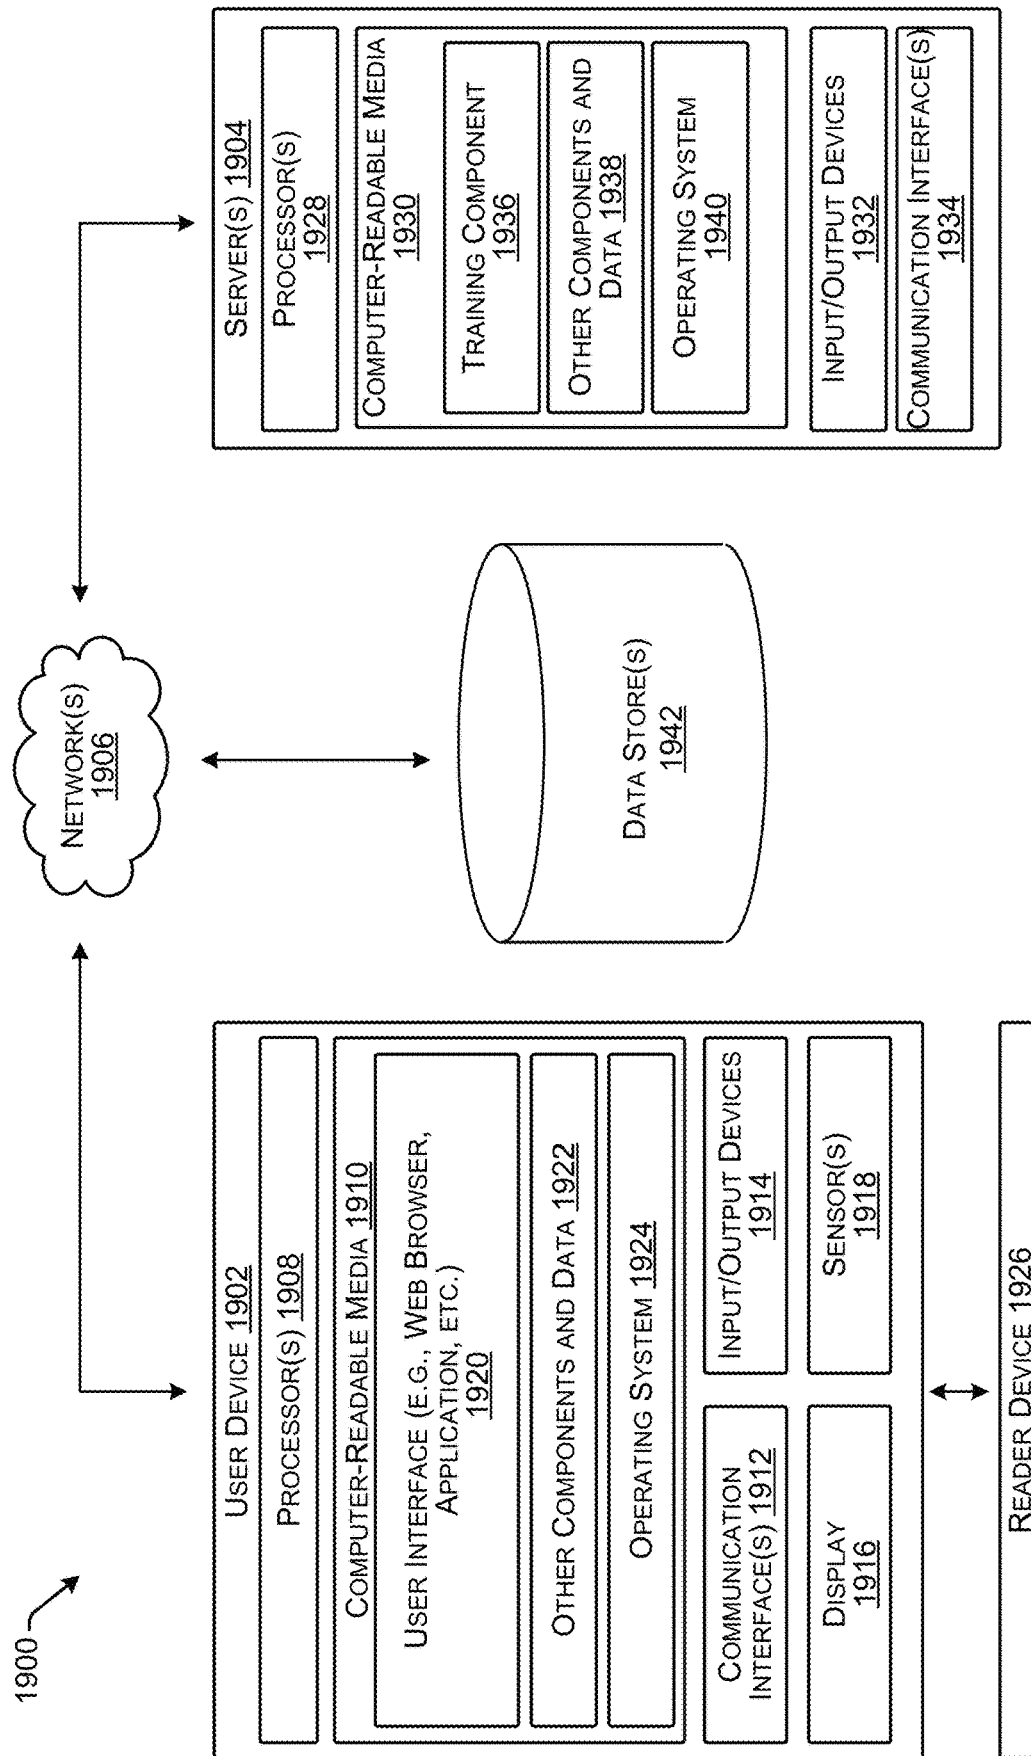 1900
NETWORK(S)
1906
USER DEVICE 1902
PROCESSOR(S) 1908
COMPUTER-READABLE MEDIA 1910
USER INTERFACE (E.G., WEB BROWSER,
APPLICATION, ETC.)
1920
OTHER COMPONENTS AND DATA 1922
OPERATING SYSTEM 1924
COMMUNICATION
INTERFACE(S) 1912
INPUT/OUTPUT DEVICES
1914
DISPLAY
1916
SENSOR(S)
1918
READER DEVICE 1926
DATA STORE(S)
1942
SERVER(S) 1904
PROCESSOR(S)
1928
COMPUTER-READABLE MEDIA
1930
TRAINING COMPONENT
1936
OTHER COMPONENTS AND
DATA 1938
OPERATING SYSTEM
1940
INPUT/OUTPUT DEVICES
1932
COMMUNICATION INTERFACE(S)
1934